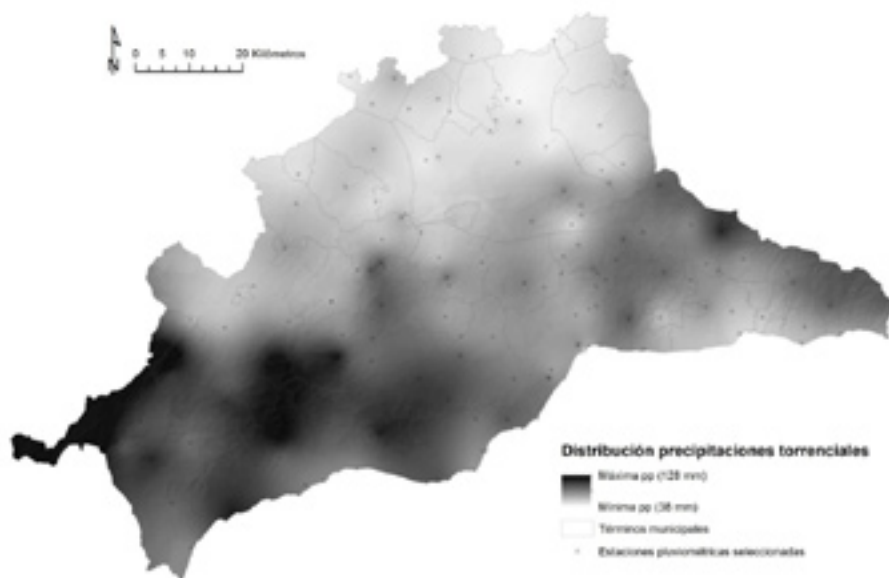 N
0 5 10 20 Kilómetros
Distribución precipitaciones torrenciales
Máxima pp (128 mm)
Mínima pp (38 mm)
Términos municipales
Estaciones pluviométricas seleccionadas